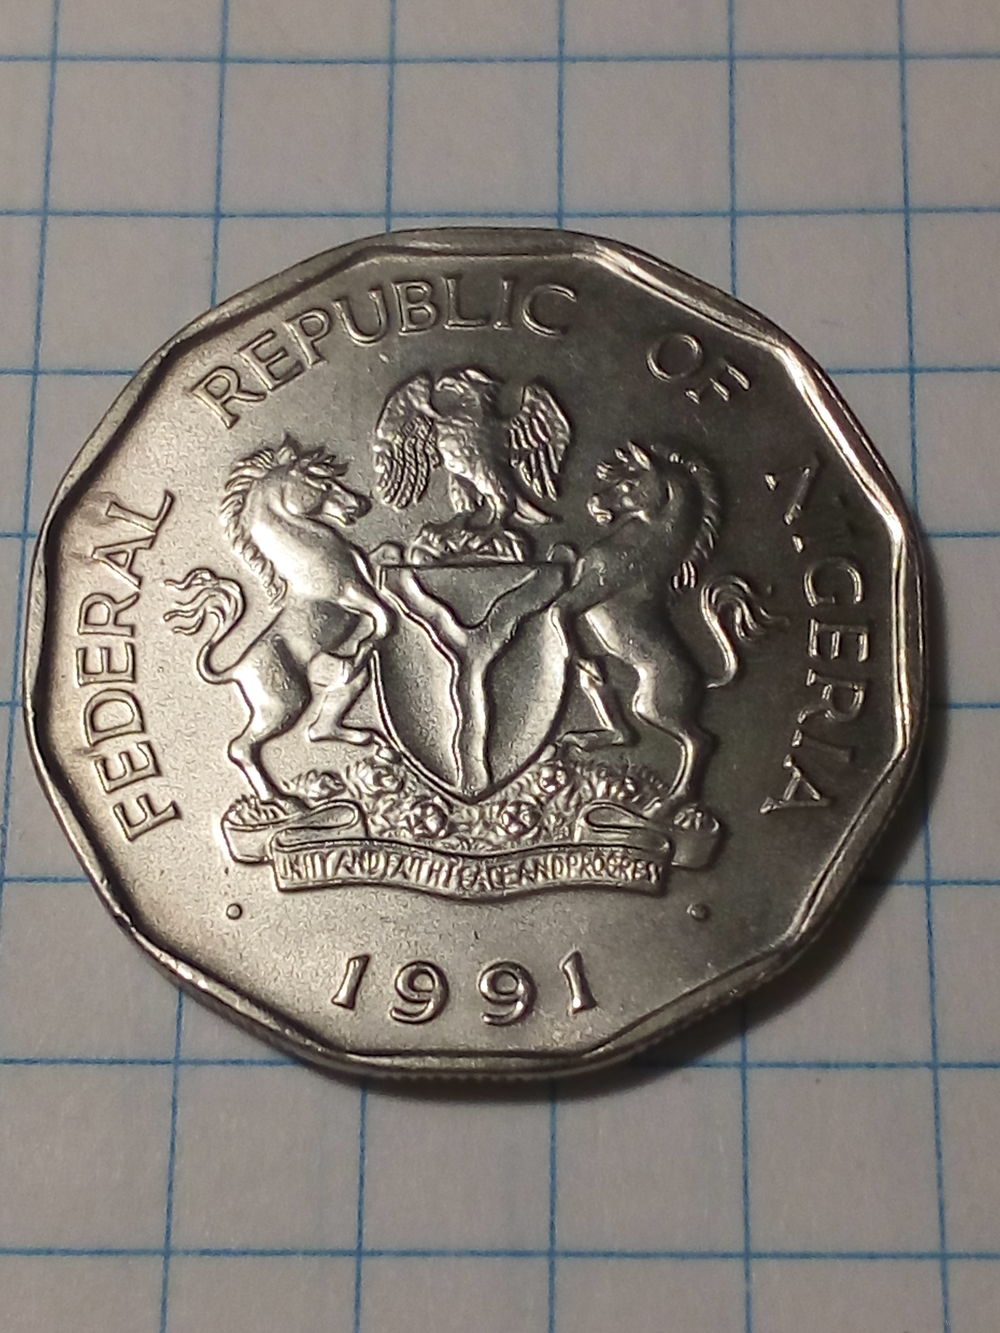 FEDERAL REPUBLIC OF NIGERIA
UNITY AND FAITH PEACE AND PROGRESS
1991